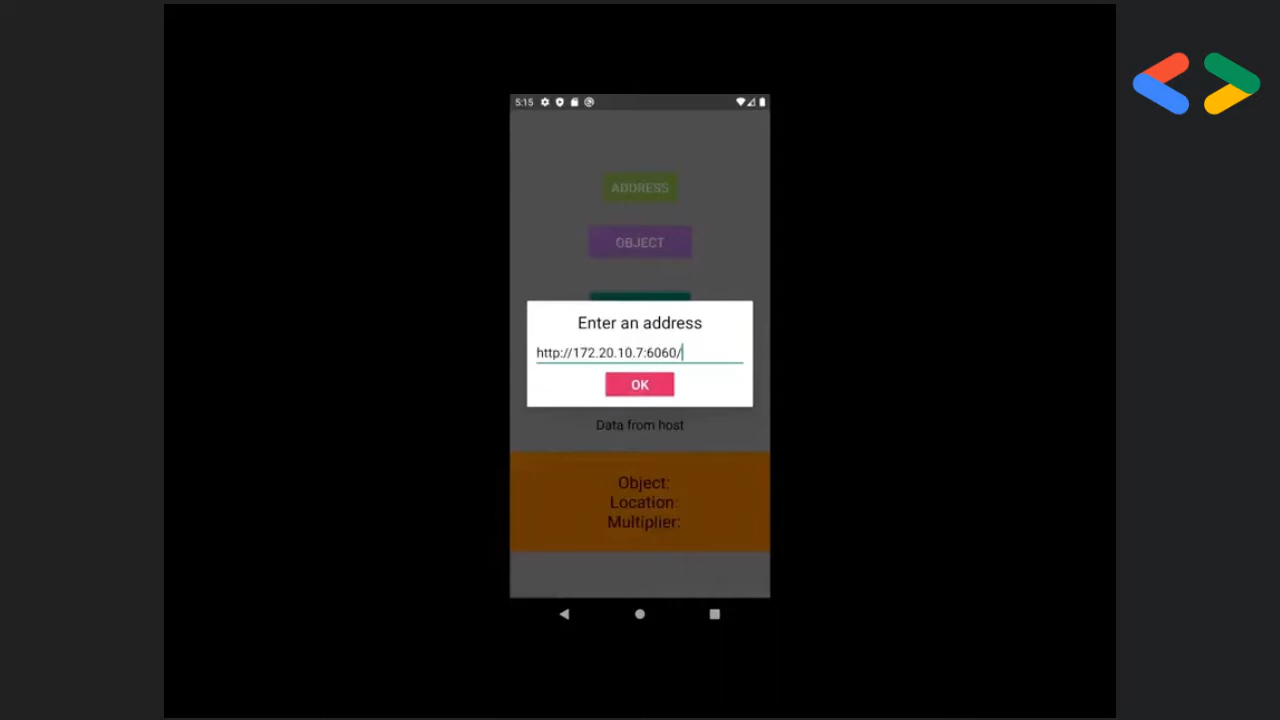 5:15
ADDRESS
OBJECT
Enter an address
http://172.20.10.7:6060/
OK
Data from host
Object:
Location:
Multiplier: